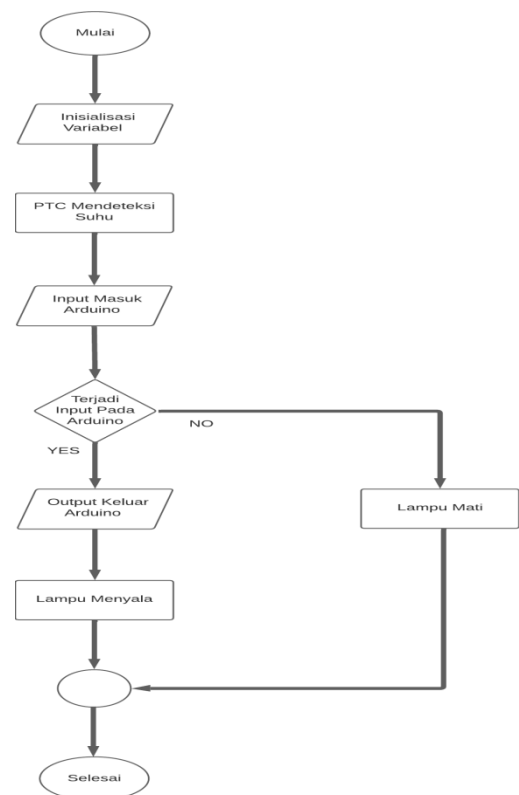 Mulai
Inisialisasi
Variabel
PTC Mendeteksi
Suhu
Input Masuk
Arduino
Terjadi
Input Pada
Arduino
NO
YES
Output Keluar
Arduino
Lampu Mati
Lampu Menyala
Selesai